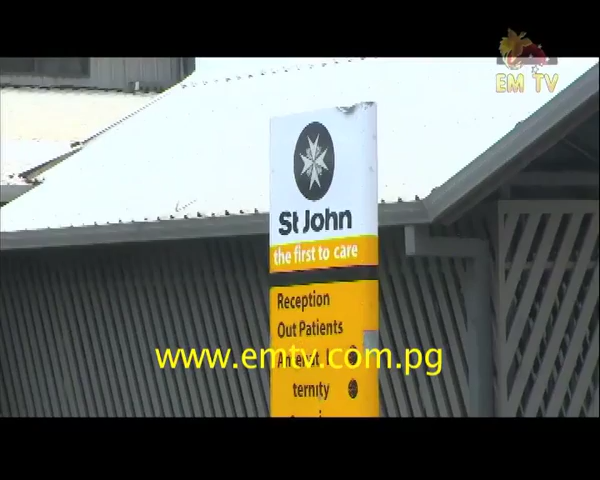 EM TV
St John
the first to care
Reception
Out Patients
www.emtv.com.pg
ternity